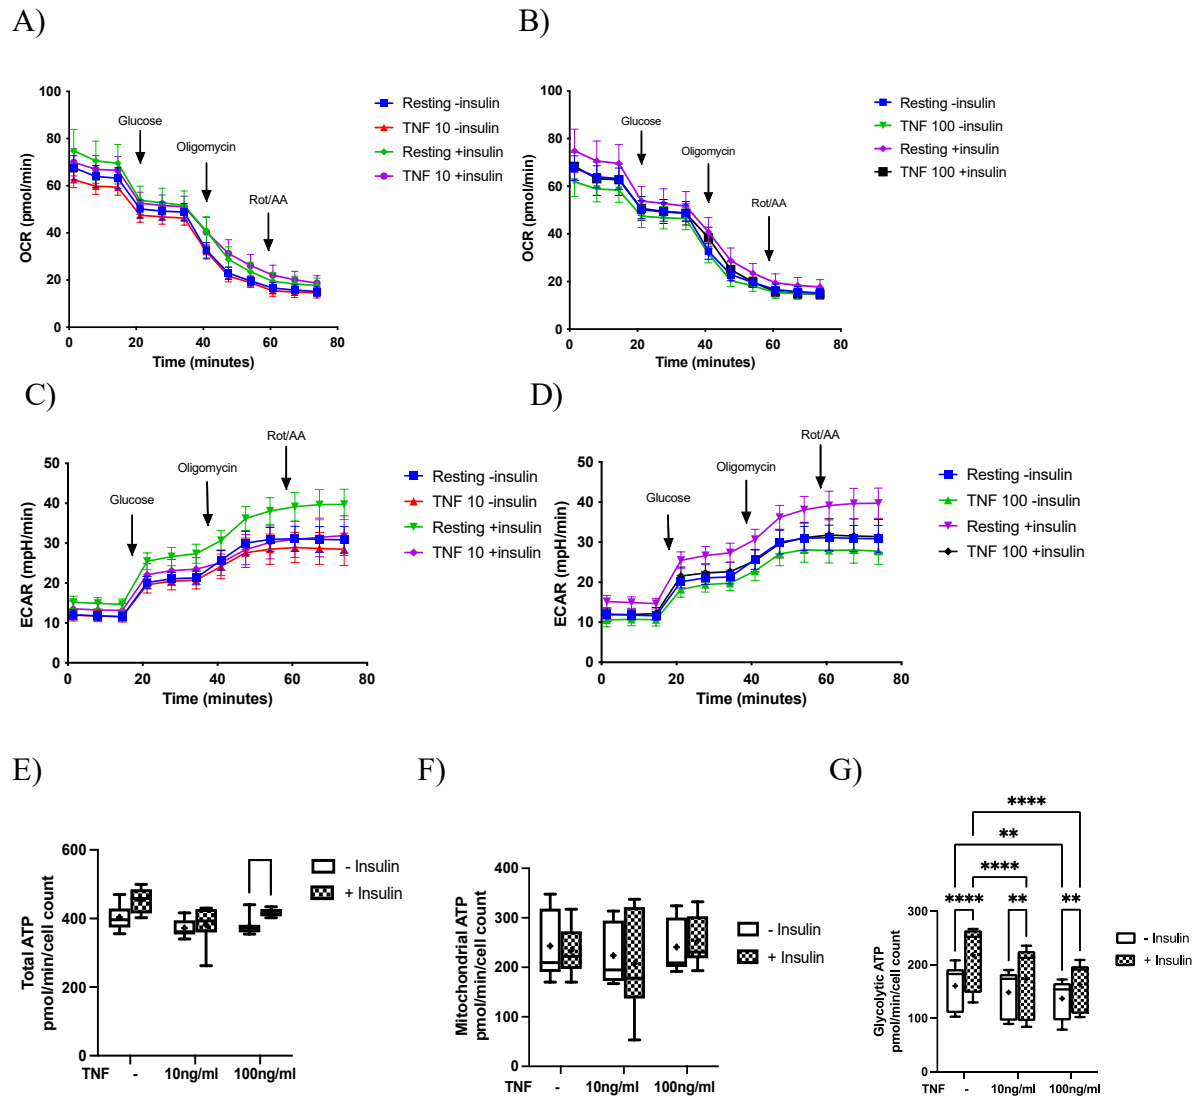 A)
B)
OCR (pmol/min)
100
80
60
40
20
0
0 20 40 60 80
Time (minutes)
Glucose
Oligomycin
Rot/AA
Resting -insulin
TNF 10 -insulin
Resting +insulin
TNF 10 +insulin
OCR (pmol/min)
100
80
60
40
20
0
0 20 40 60 80
Time (minutes)
Glucose
Oligomycin
Rot/AA
Resting -insulin
TNF 100 -insulin
Resting +insulin
TNF 100 +insulin
C)
D)
ECAR (mpH/min)
50
40
30
20
10
0
0 20 40 60 80
Time (minutes)
Glucose
Oligomycin
Rot/AA
Resting -insulin
TNF 10 -insulin
Resting +insulin
TNF 10 +insulin
ECAR (mpH/min)
50
40
30
20
10
0
0 20 40 60 80
Time (minutes)
Glucose
Oligomycin
Rot/AA
Resting -insulin
TNF 100 -insulin
Resting +insulin
TNF 100 +insulin
E)
F)
G)
Total ATP
pmol/min/cell count
600
400
200
0
TNF - 10ng/ml 100ng/ml
- Insulin
+ Insulin
Mitochondrial ATP
pmol/min/cell count
400
300
200
100
0
TNF - 10ng/ml 100ng/ml
- Insulin
+ Insulin
Glycolytic ATP
pmol/min/cell count
300
200
100
0
TNF - 10ng/ml 100ng/ml
****
**
****
**** ** **
- Insulin
+ Insulin